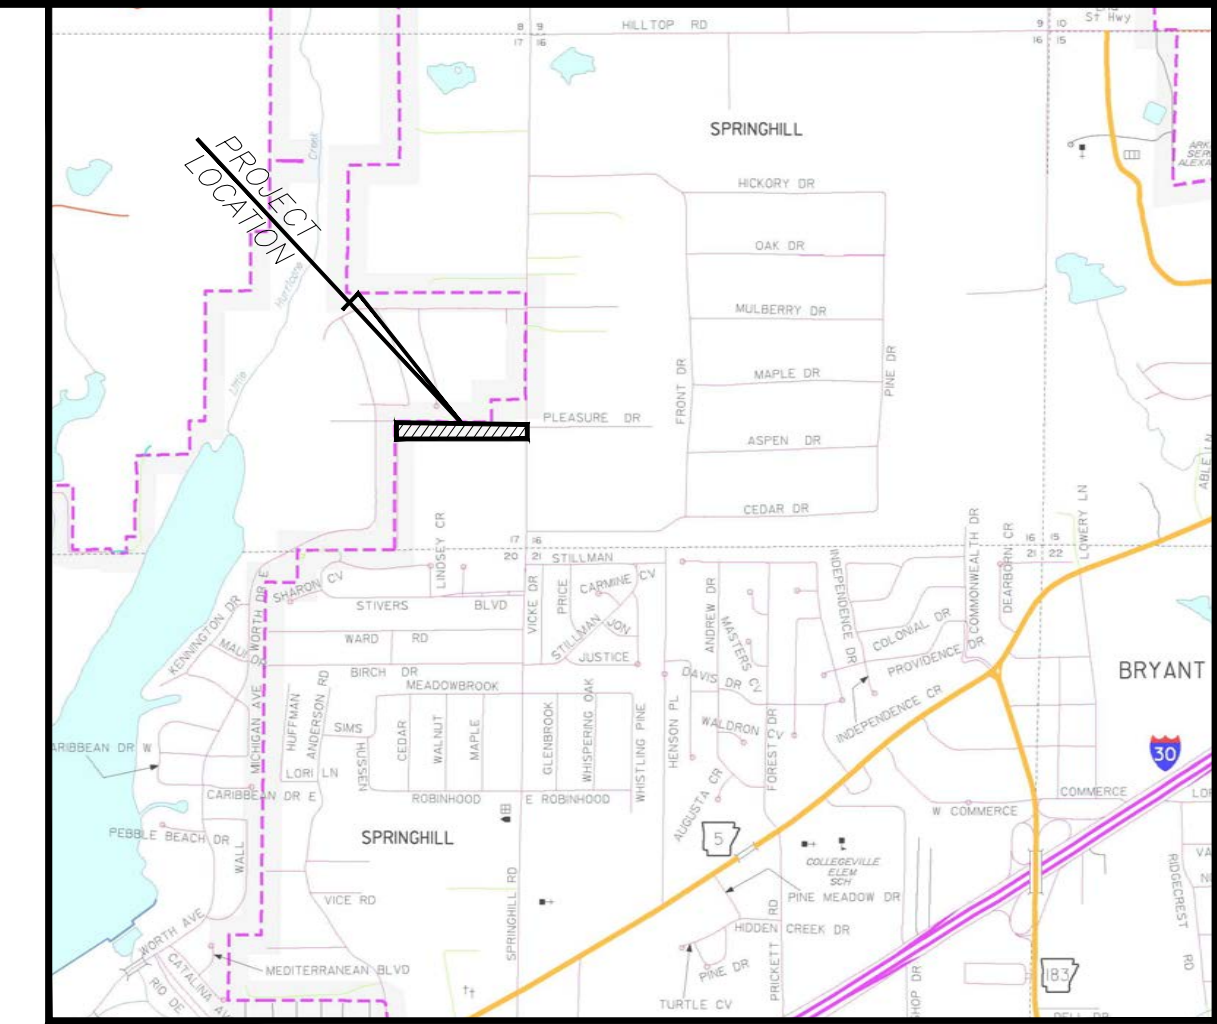 HILLTOP RD
8 9
17 16
9 10
16 15
St Hwy
SPRINGHILL
Creek
PROJECT
LOCATION
HICKORY DR
OAK DR
Hurricane
MULBERRY DR
Little
MAPLE DR
FRONT DR
PINE DR
PLEASURE DR
ASPEN DR
CEDAR DR
ABLE LN
17 16
20 21
16 15
21 22
STILLMAN
LINDSEY CR
COMMONWEALTH DR
DEARBORN CR
LOWERY LN
SHARON CV
STIVERS BLVD
VICKE DR
PRICE
CARMINE CV
STILLMAN
JON
JUSTICE
ANDREW DR
MASTERS CV
INDEPENDENCE DR
COLONIAL DR
PROVIDENCE DR
KENNINGTON DR
MAUI DR
WORTH DR E
WARD RD
BIRCH DR
MEADOWBROOK
DAVIS DR
WALDRON CV
INDEPENDENCE CR
BRYANT
MICHIGAN AVE
HUFFMAN
ANDERSON RD
SIMS
HUSSEN
CEDAR
WALNUT
MAPLE
GLENBROOK
WHISPERING OAK
WHISTLING PINE
HENSON PL
FOREST DR
AUGUSTA CR
ARIBBEAN DR W
LORI LN
CARIBBEAN DR E
ROBINHOOD
E ROBINHOOD
30
COMMERCE
W COMMERCE
PEBBLE BEACH DR
WALL
SPRINGHILL
5
COLLEGEVILLE
ELEM
SCH
PINE MEADOW DR
RIDGECREST
RD
VICE RD
SPRINGHILL RD
HIDDEN CREEK DR
PRICKETT RD
WORTH AVE
CATALINA AV
RIO DE
MEDITERRANEAN BLVD
PINE DR
TURTLE CV
183